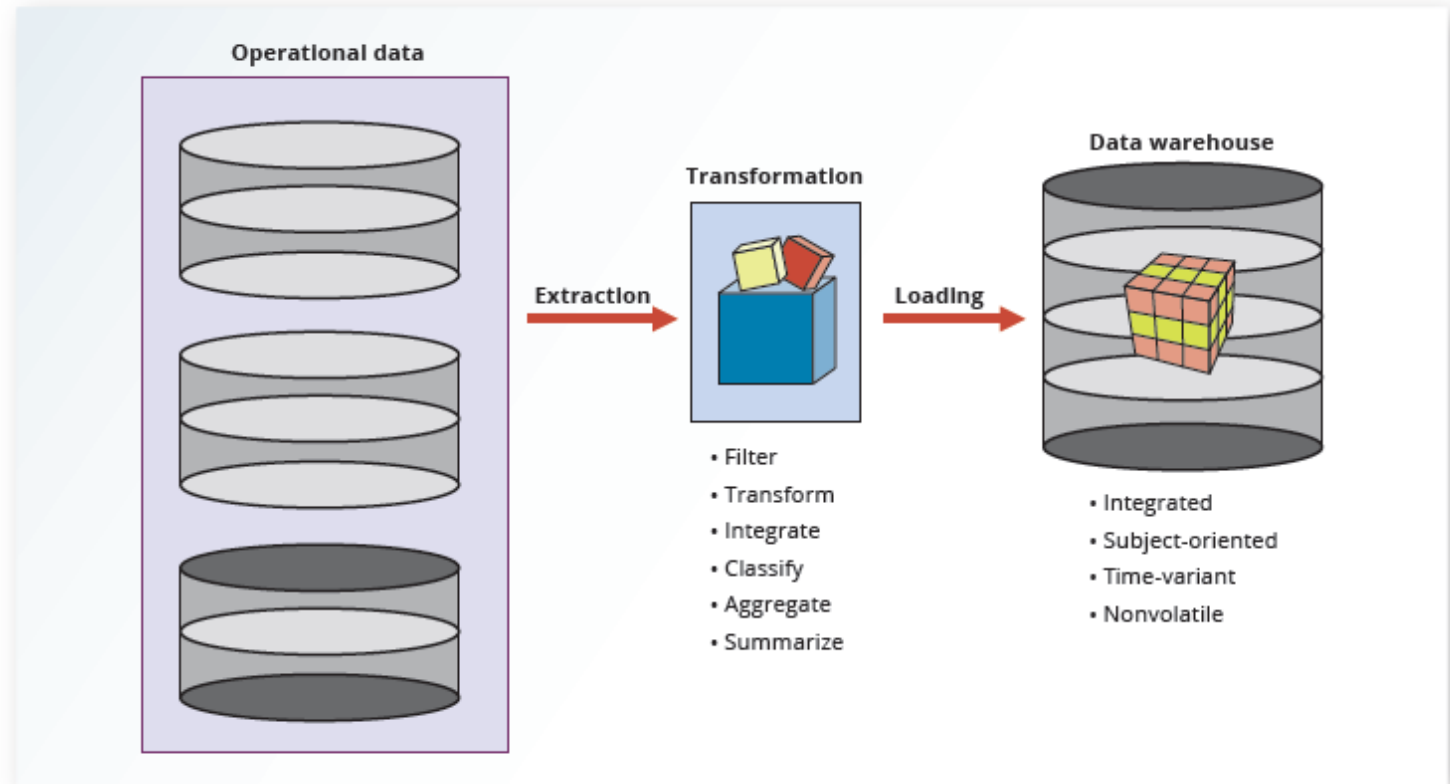 Operational data
Extraction
Transformation
• Filter
• Transform
• Integrate
• Classify
• Aggregate
• Summarize
Loading
Data warehouse
• Integrated
• Subject-oriented
• Time-variant
• Nonvolatile